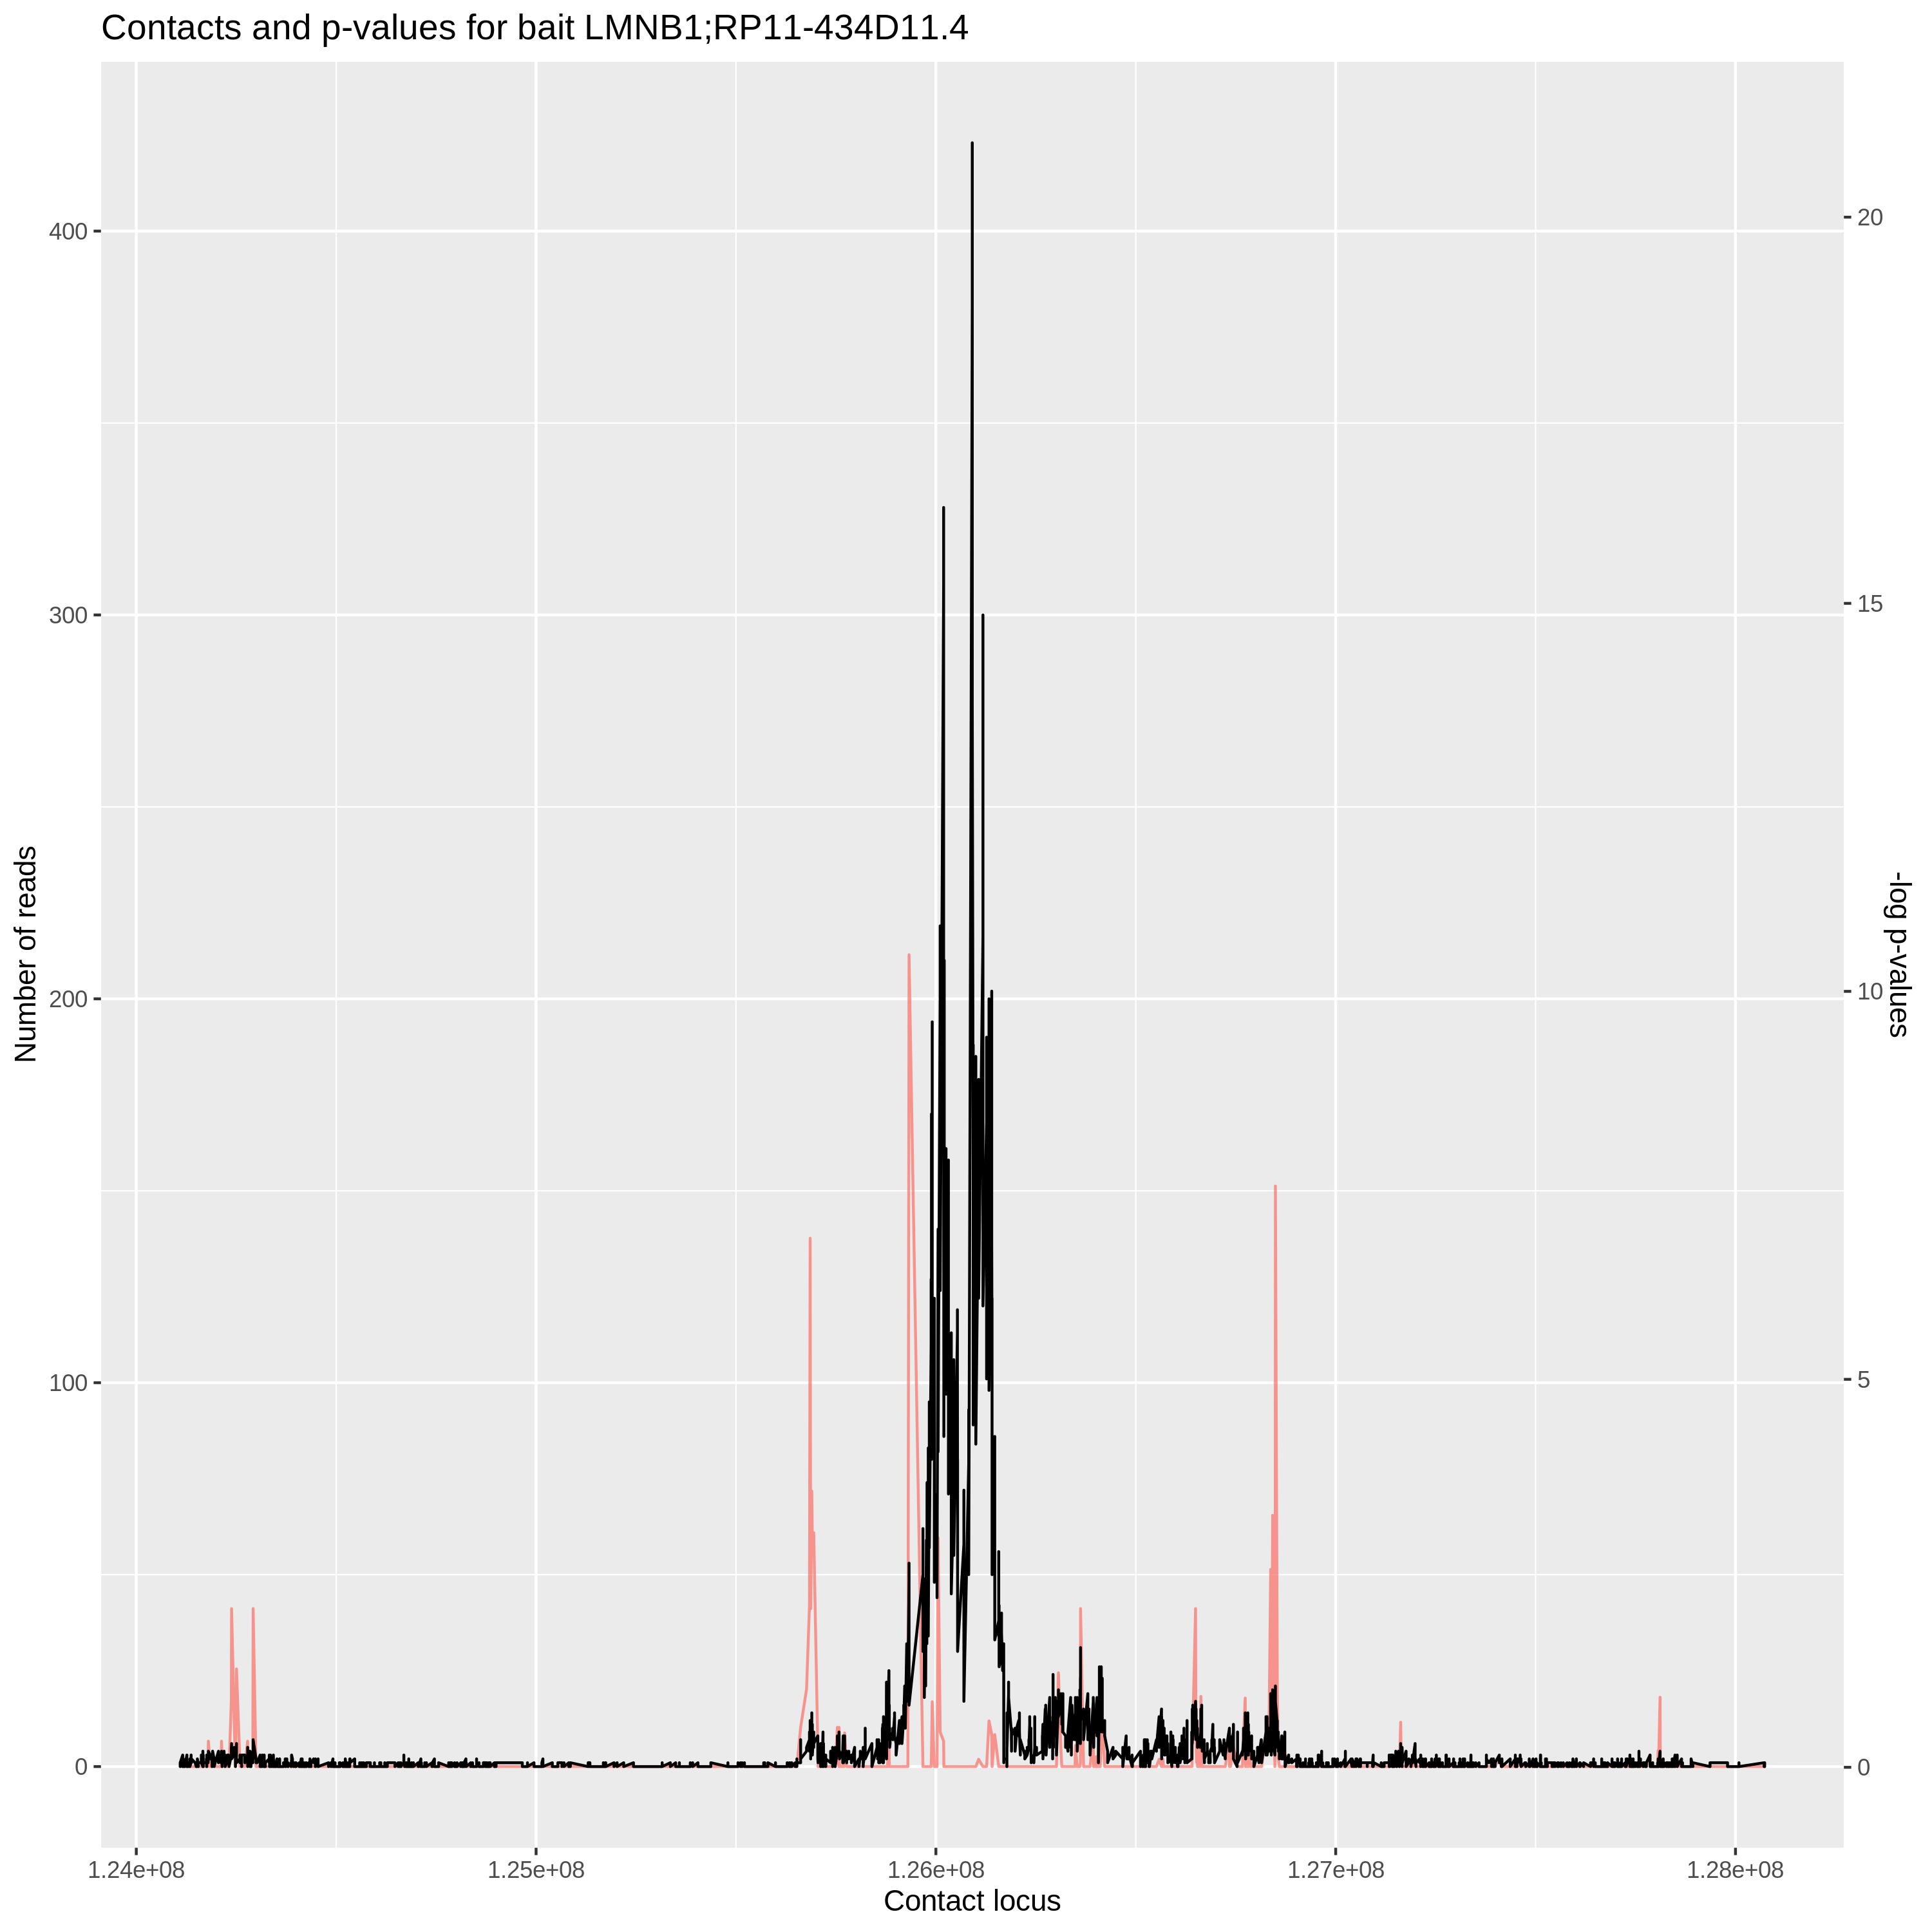 Contacts and p-values for bait LMNB1;RP11-434D11.4
Number of reads
400
300
200
100
0
20
15
10
5
0
-log p-values
1.24e+08
1.25e+08
1.26e+08
1.27e+08
1.28e+08
Contact locus